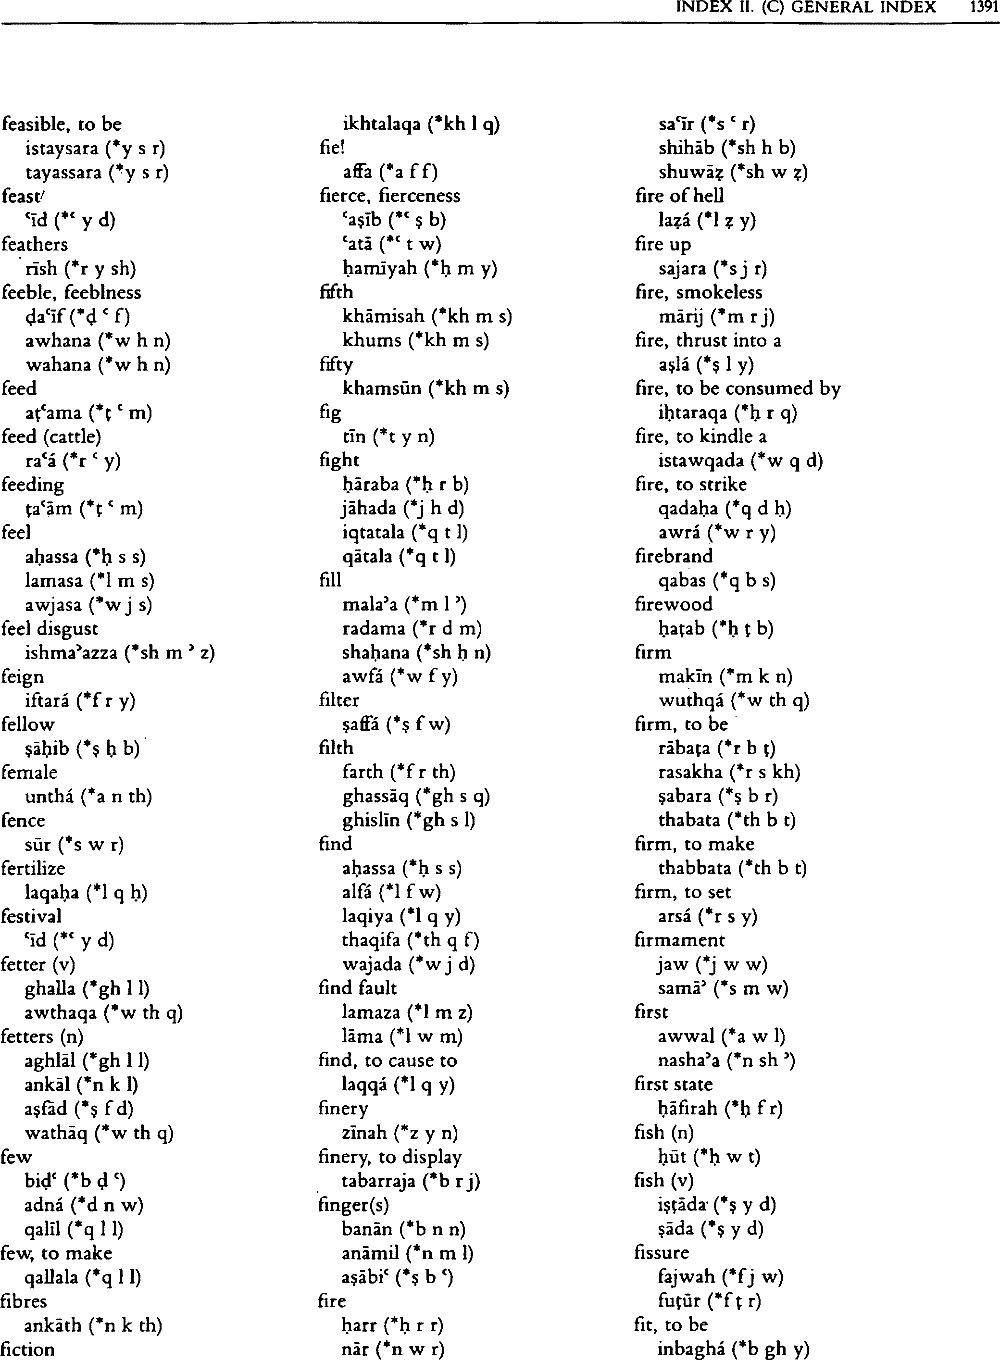 INDEX II. (C) GENERAL INDEX 1391
feasible, to be
istaysara (*y s r)
tayassara (*y s r)
feast
ʿīd (*ʿ y d)
feathers
rīsh (*r y sh)
feeble, feeblness
ḍaʿīf (*ḍ ʿ f)
awhana (*w h n)
wahana (*w h n)
feed
aṭʿama (*ṭ ʿ m)
feed (cattle)
raʿá (*r ʿ y)
feeding
ṭaʿām (*ṭ ʿ m)
feel
aḥassa (*ḥ s s)
lamasa (*l m s)
awjasa (*w j s)
feel disgust
ishmaʾazza (*sh m ʾ z)
feign
iftará (*f r y)
fellow
ṣāḥib (*ṣ ḥ b)
female
unthá (*a n th)
fence
sūr (*s w r)
fertilize
laqaḥa (*l q ḥ)
festival
ʿīd (*ʿ y d)
fetter (v)
ghalla (*gh l l)
awthaqa (*w th q)
fetters (n)
aghlāl (*gh l l)
ankāl (*n k l)
aṣfād (*ṣ f d)
wathāq (*w th q)
few
biḍʿ (*b ḍ ʿ)
adná (*d n w)
qalīl (*q l l)
few, to make
qallala (*q l l)
fibres
ankāth (*n k th)
fiction
ikhtalaqa (*kh l q)
fie!
affa (*a f f)
fierce, fierceness
ʿaṣīb (*ʿ ṣ b)
ʿatā (*ʿ t w)
ḥamīyah (*ḥ m y)
fifth
khāmisah (*kh m s)
khums (*kh m s)
fifty
khamsūn (*kh m s)
fig
tīn (*t y n)
fight
ḥāraba (*ḥ r b)
jāhada (*j h d)
iqtatala (*q t l)
qātala (*q t l)
fill
malaʾa (*m l ʾ)
radama (*r d m)
shaḥana (*sh ḥ n)
awfá (*w f y)
filter
ṣaffá (*ṣ f w)
filth
farth (*f r th)
ghassāq (*gh s q)
ghislīn (*gh s l)
find
aḥassa (*ḥ s s)
alfá (*l f w)
laqiya (*l q y)
thaqifa (*th q f)
wajada (*w j d)
find fault
lamaza (*l m z)
lāma (*l w m)
find, to cause to
laqqá (*l q y)
finery
zīnah (*z y n)
finery, to display
tabarraja (*b r j)
finger(s)
banān (*b n n)
anāmil (*n m l)
aṣābiʿ (*ṣ b ʿ)
fire
ḥarr (*ḥ r r)
nār (*n w r)
saʿīr (*s ʿ r)
shihāb (*sh h b)
shuwāẓ (*sh w ẓ)
fire of hell
laẓá (*l ẓ y)
fire up
sajara (*s j r)
fire, smokeless
mārij (*m r j)
fire, thrust into a
aṣlá (*ṣ l y)
fire, to be consumed by
iḥtaraqa (*ḥ r q)
fire, to kindle a
istawqada (*w q d)
fire, to strike
qadaḥa (*q d ḥ)
awrá (*w r y)
firebrand
qabas (*q b s)
firewood
ḥaṭab (*ḥ ṭ b)
firm
makīn (*m k n)
wuthqá (*w th q)
firm, to be
rābaṭa (*r b ṭ)
rasakha (*r s kh)
ṣabara (*ṣ b r)
thabata (*th b t)
firm, to make
thabbata (*th b t)
firm, to set
arsá (*r s y)
firmament
jaw (*j w w)
samāʾ (*s m w)
first
awwal (*a w l)
nashaʾa (*n sh ʾ)
first state
ḥāfirah (*ḥ f r)
fish (n)
ḥūt (*ḥ w t)
fish (v)
iṣṭāda (*ṣ y d)
ṣāda (*ṣ y d)
fissure
fajwah (*f j w)
fuṭūr (*f ṭ r)
fit, to be
inbaghá (*b gh y)